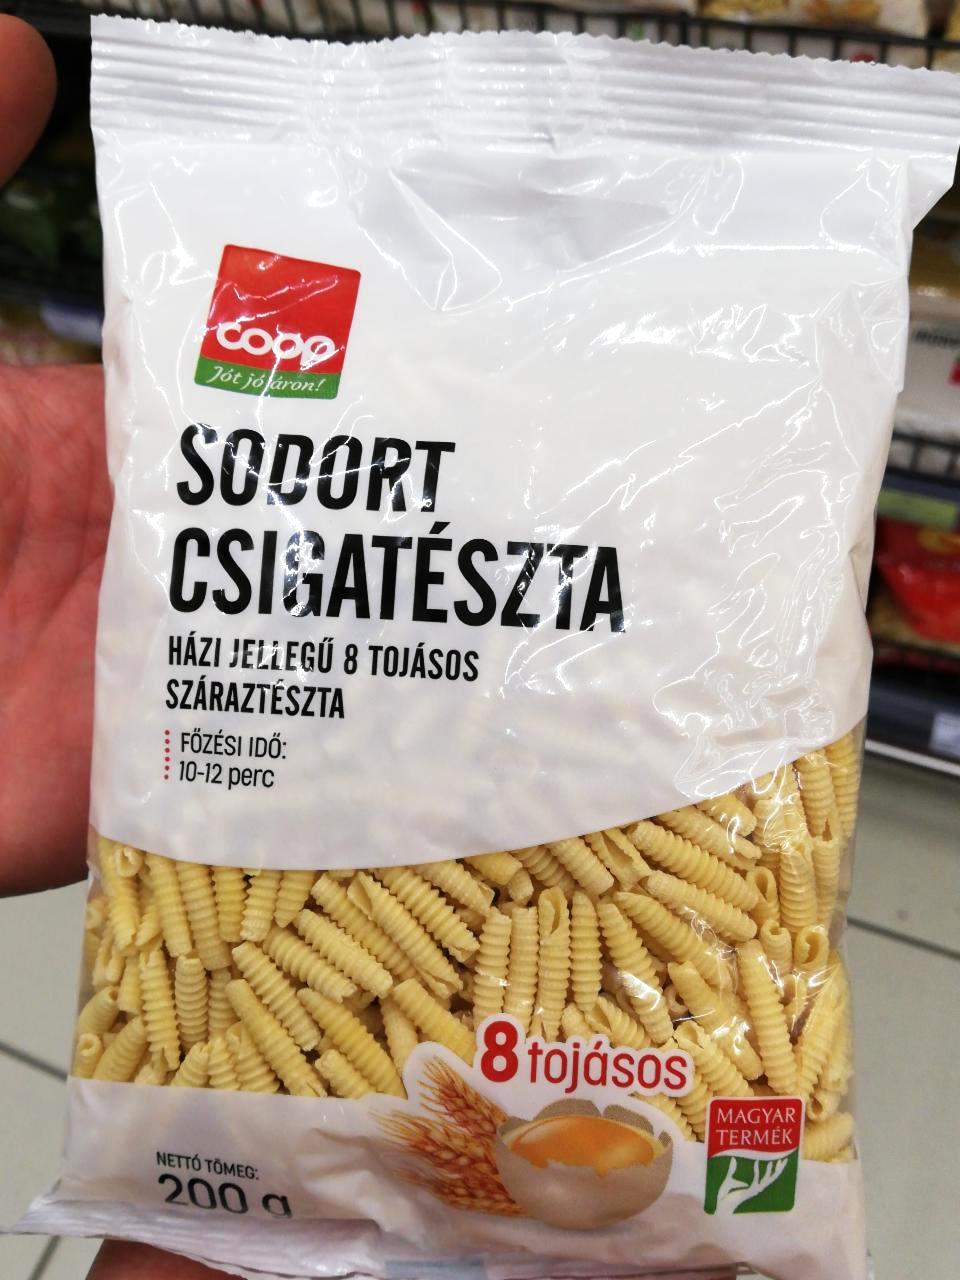 coop
Jót jó áron!
SODORT
CSIGATÉSZTA
HÁZI JELLEGŰ 8 TOJÁSOS
SZÁRAZTÉSZTA
FŐZÉSI IDŐ:
10-12 perc
8 tojásos
MAGYAR
TERMÉK
NETTÓ TÖMEG:
200 g